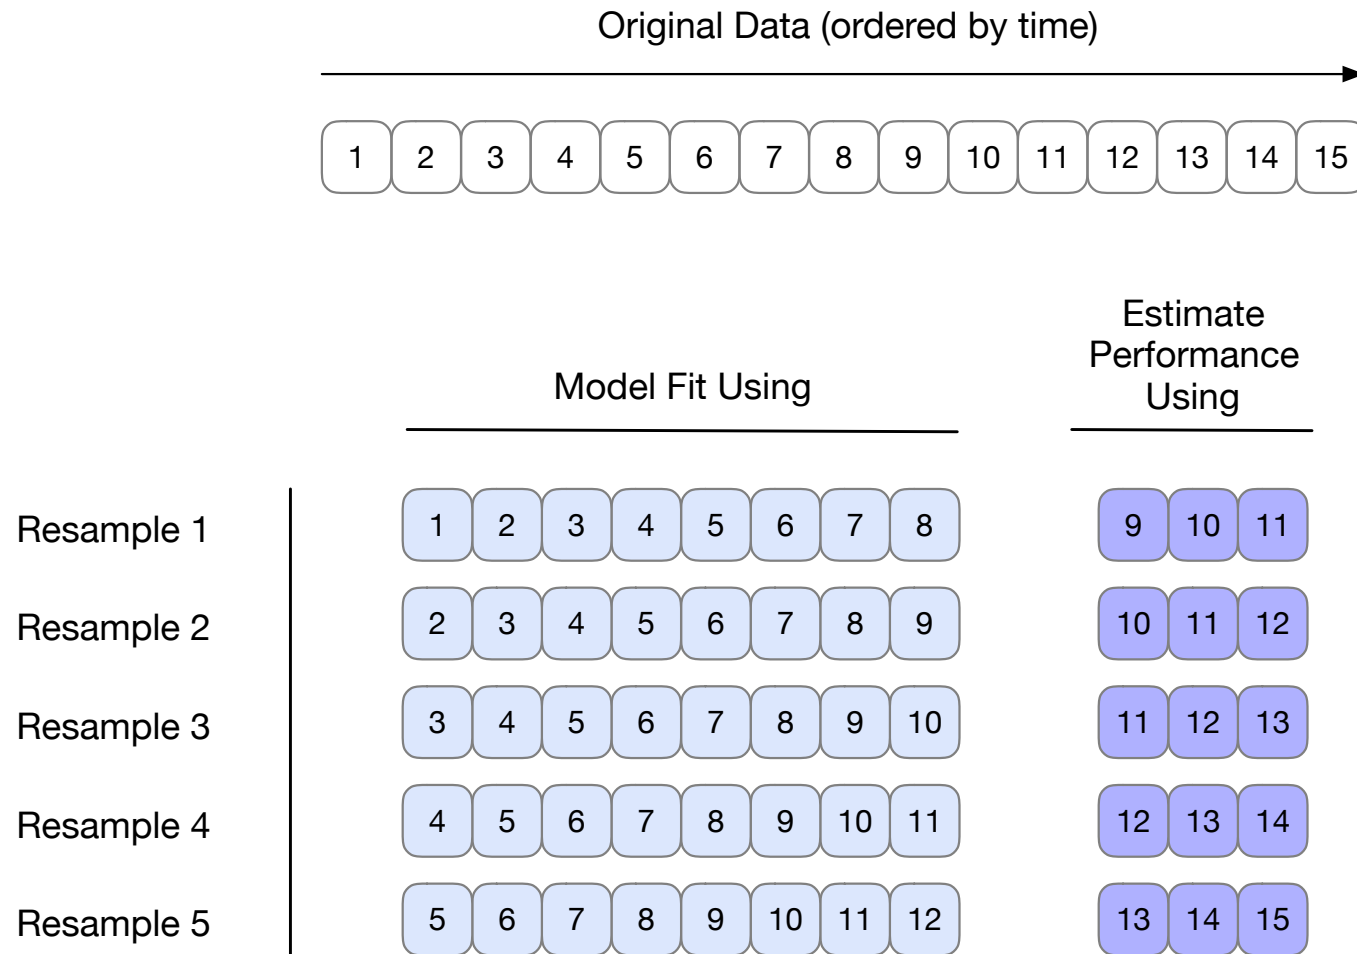 Original Data (ordered by time)
1 2 3 4 5 6 7 8 9 10 11 12 13 14 15
Model Fit Using
Estimate
Performance
Using
Resample 1 1 2 3 4 5 6 7 8 9 10 11
Resample 2 2 3 4 5 6 7 8 9 10 11 12
Resample 3 3 4 5 6 7 8 9 10 11 12 13
Resample 4 4 5 6 7 8 9 10 11 12 13 14
Resample 5 5 6 7 8 9 10 11 12 13 14 15